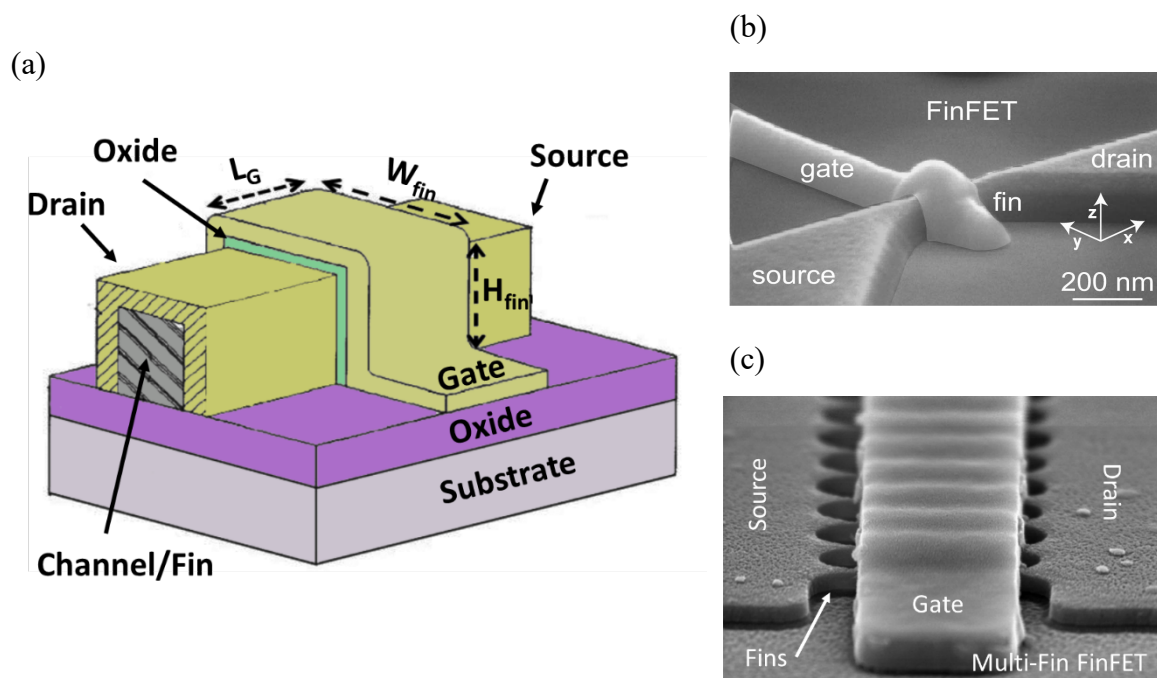 (a)
Oxide
L_G
W_fin
Source
Drain
H_fin
Gate
Oxide
Substrate
Channel/Fin
(b)
FinFET
gate
drain
fin
z
y
x
source
200 nm
(c)
Source
Drain
Gate
Fins
Multi-Fin FinFET